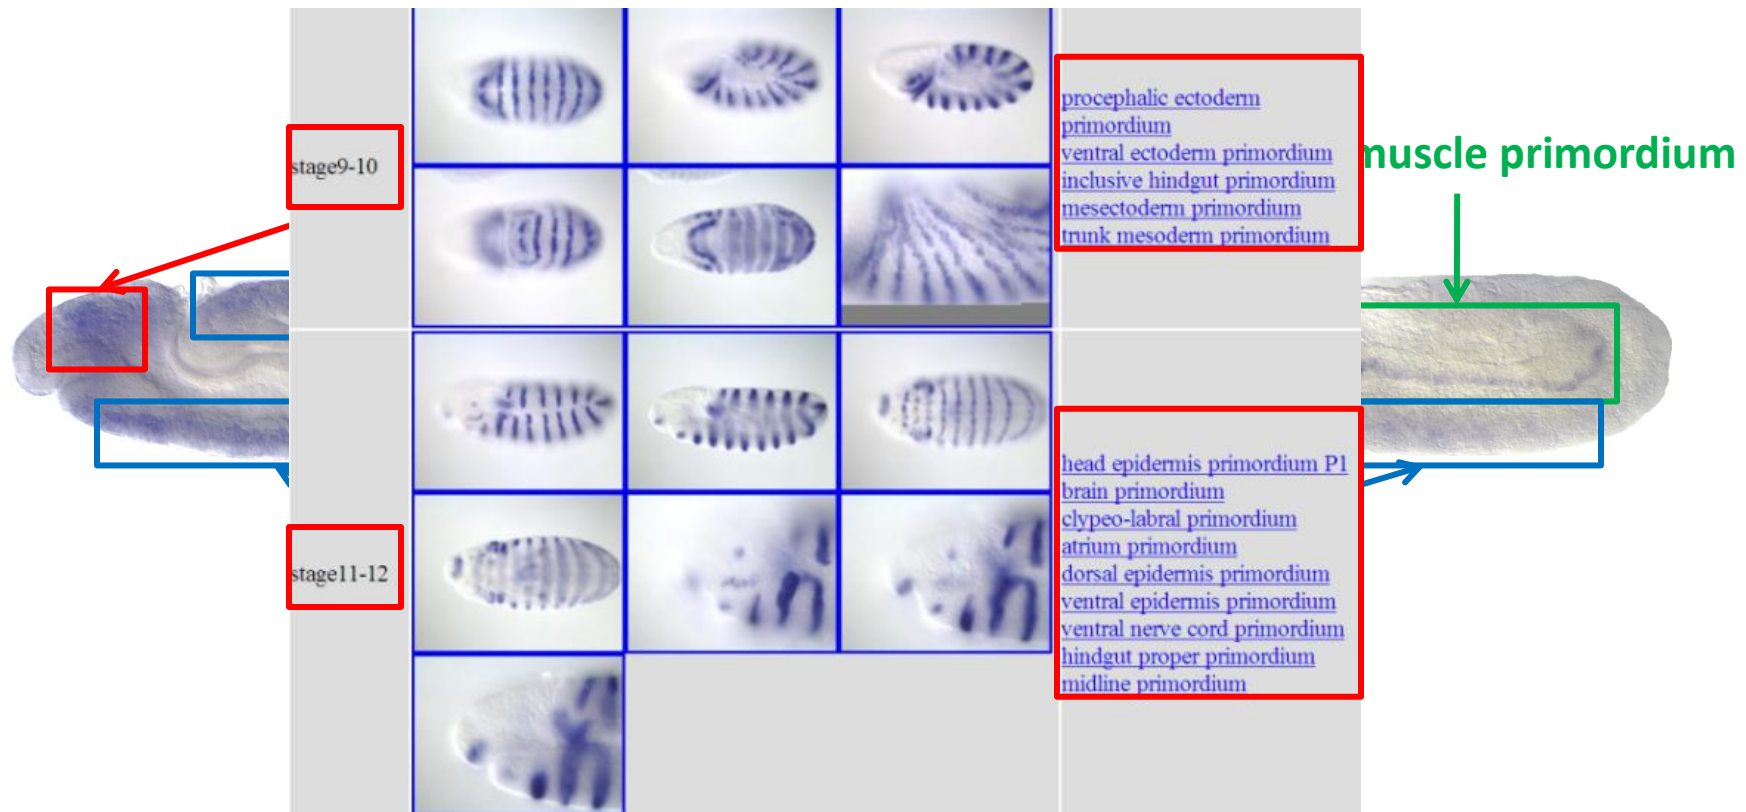 stage9-10
procephalic ectoderm
primordium
ventral ectoderm primordium
inclusive hindgut primordium
mesectoderm primordium
trunk mesoderm primordium
muscle primordium
stage11-12
head epidermis primordium P1
brain primordium
clypeo-labral primordium
atrium primordium
dorsal epidermis primordium
ventral epidermis primordium
ventral nerve cord primordium
hindgut proper primordium
midline primordium